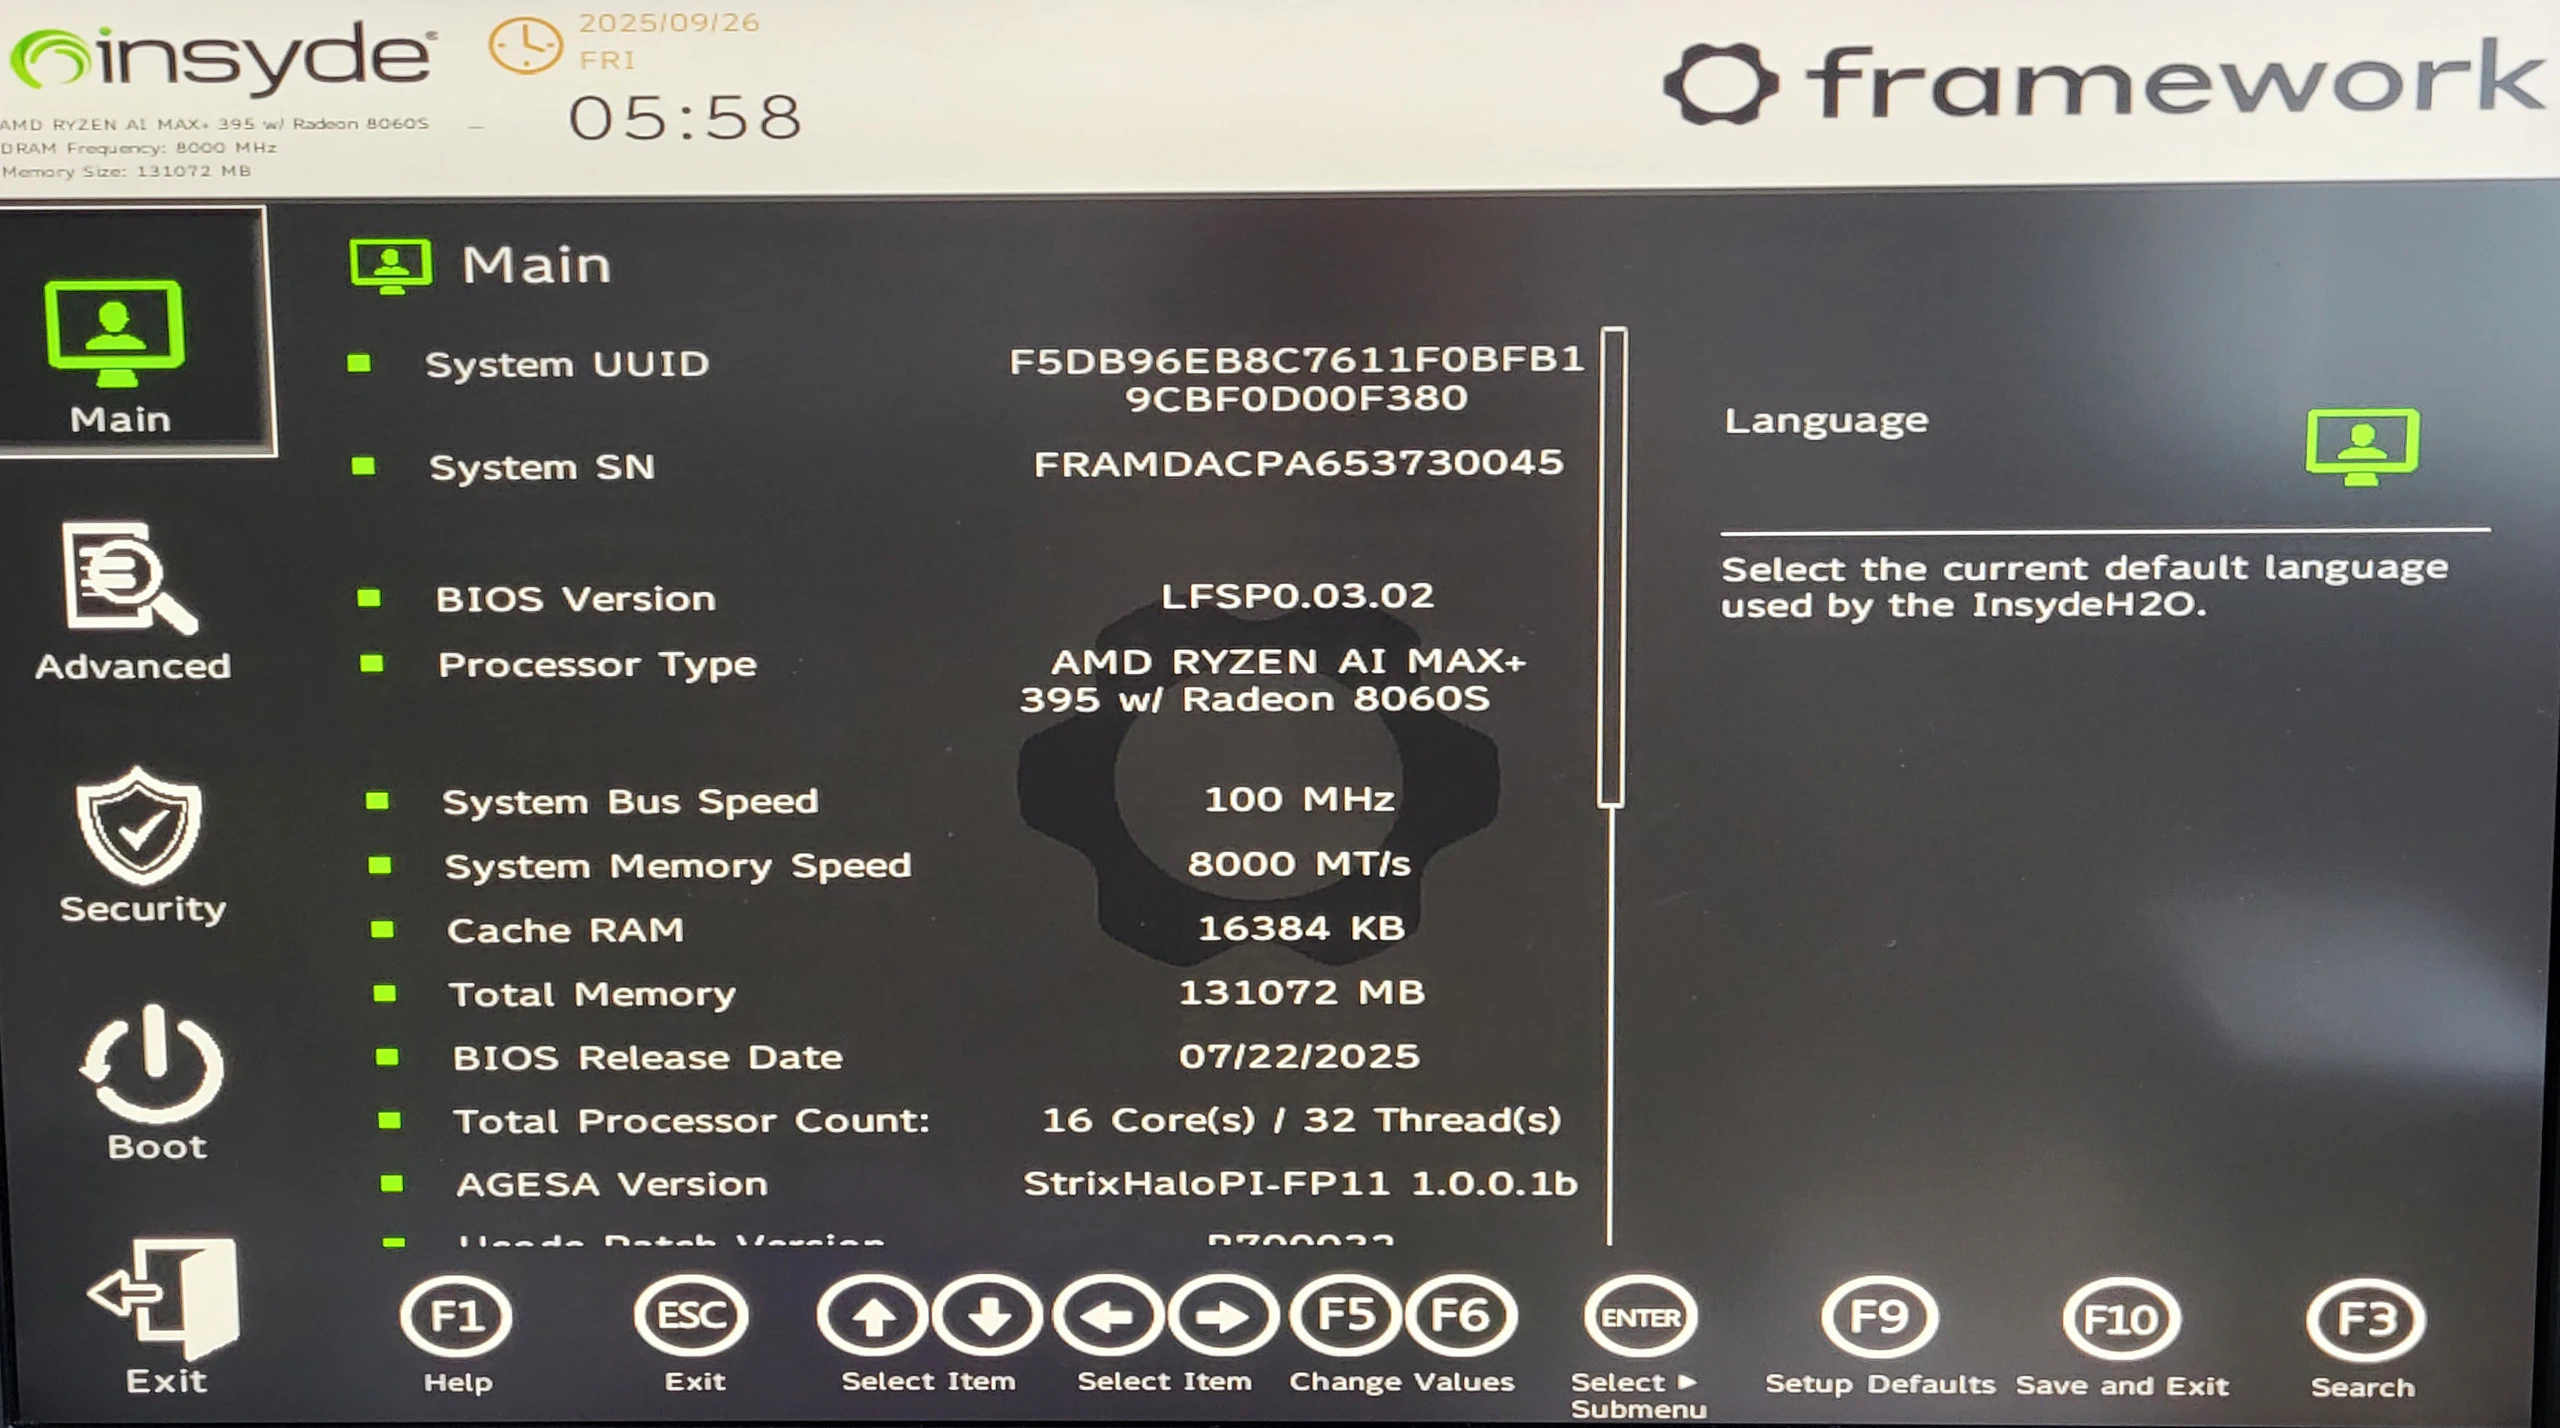 insyde
2025/09/26
FRI
05:58
AMD RYZEN AI MAX+ 395 w/ Radeon 8060S
DRAM Frequency: 8000 MHz
Memory Size: 131072 MB
framework
Main
Advanced
Security
Boot
Exit
Main
System UUID F5DB96EB8C7611F0BFB1
9CBF0D00F380
System SN FRAMDACPA653730045
BIOS Version LFSP0.03.02
Processor Type AMD RYZEN AI MAX+
395 w/ Radeon 8060S
System Bus Speed 100 MHz
System Memory Speed 8000 MT/s
Cache RAM 16384 KB
Total Memory 131072 MB
BIOS Release Date 07/22/2025
Total Processor Count: 16 Core(s) / 32 Thread(s)
AGESA Version StrixHaloPI-FP11 1.0.0.1b
Version
Language
Select the current default language
used by the InsydeH2O.
F1 ESC F5 F6 ENTER F9 F10 F3
Help Exit Select Item Select Item Change Values Select ► Setup Defaults Save and Exit Search
Submenu